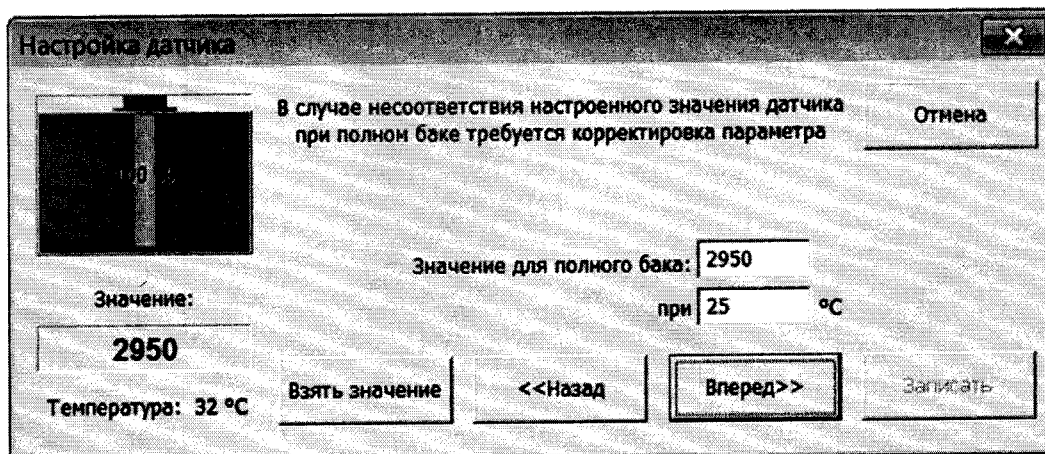 Настройка датчика
В случае несоответствия настроенного значения датчика
при полном баке требуется корректировка параметра
Отмена
Значение для полного бака: 2950
при 25 °C
Значение:
2950
Температура: 32 °C
Взять значение
<<Назад
Вперед>>
Записать